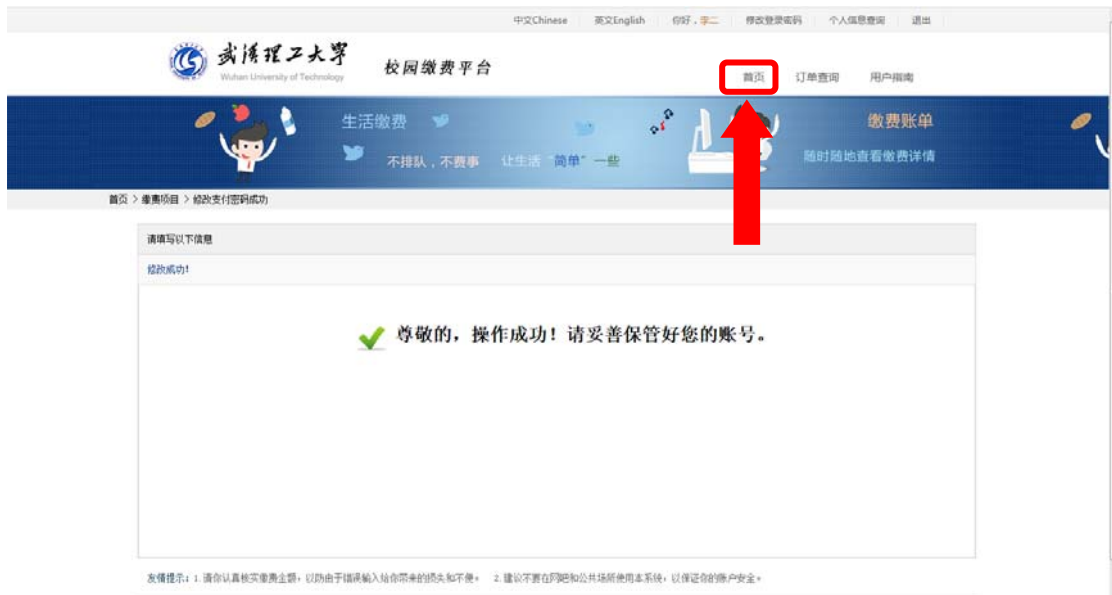 中文Chinese 英文English 你好，李二 修改登录密码 个人信息查询 退出
武汉理工大学
Wuhan University of Technology
校园缴费平台
首页 订单查询 用户指南
生活缴费
不排队，不费事 让生活“简单”一些
缴费账单
随时随地查看缴费详情
首页 > 缴费项目 > 修改支付密码成功
请填写以下信息
修改成功!
尊敬的，操作成功！请妥善保管好您的账号。
友情提示：1. 请你认真核实缴费金额，以防由于错误输入给你带来的损失和不便。 2. 建议不要在网吧和公共场所使用本系统，以保证你的账户安全。